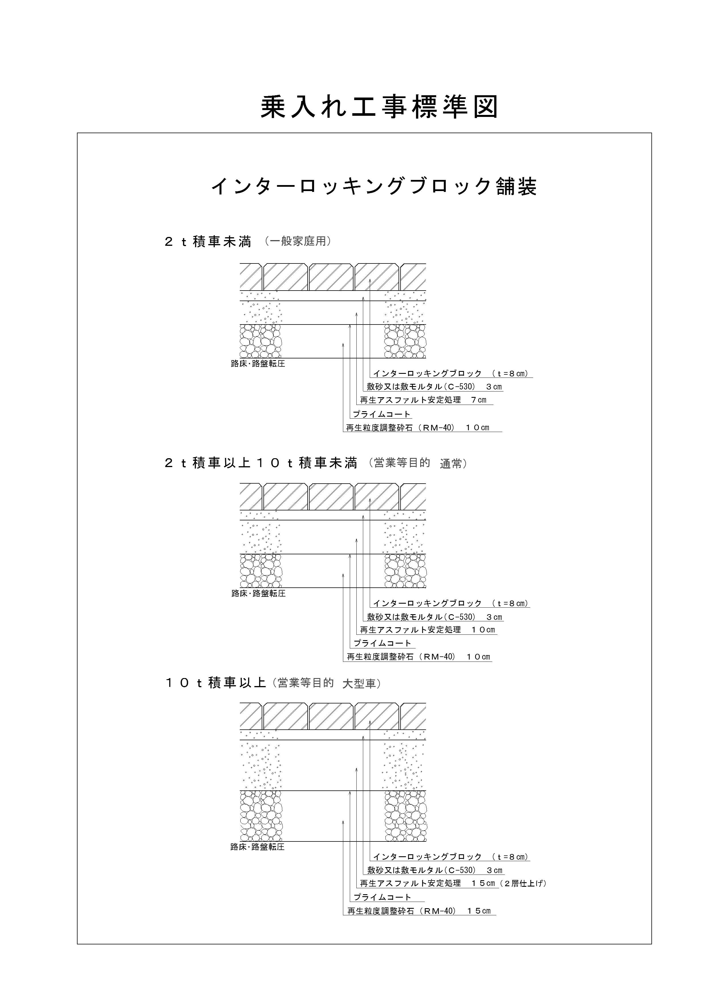 乗入れ工事標準図
インターロッキングブロック舗装
２ｔ積車未満 （一般家庭用）
路床・路盤転圧
インターロッキングブロック （ｔ=８㎝）
敷砂又は敷モルタル（Ｃ-530） ３㎝
再生アスファルト安定処理 ７㎝
プライムコート
再生粒度調整砕石（ＲＭ-40） １０㎝
２ｔ積車以上１０ｔ積車未満 （営業等目的 通常）
路床・路盤転圧
インターロッキングブロック （ｔ=８㎝）
敷砂又は敷モルタル（Ｃ-530） ３㎝
再生アスファルト安定処理 １０㎝
プライムコート
再生粒度調整砕石（ＲＭ-40） １０㎝
１０ｔ積車以上（営業等目的 大型車）
路床・路盤転圧
インターロッキングブロック （ｔ=８㎝）
敷砂又は敷モルタル（Ｃ-530） ３㎝
再生アスファルト安定処理 １５㎝（２層仕上げ）
プライムコート
再生粒度調整砕石（ＲＭ-40） １５㎝